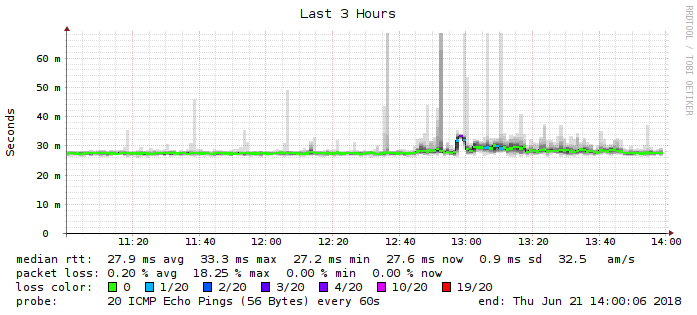 Last 3 Hours
RRDTOOL / TOBI OETIKER
Seconds
60 m
50 m
40 m
30 m
20 m
10 m
0
11:20 11:40 12:00 12:20 12:40 13:00 13:20 13:40 14:00
median rtt: 27.9 ms avg 33.3 ms max 27.2 ms min 27.6 ms now 0.9 ms sd 32.5 am/s
packet loss: 0.20 % avg 18.25 % max 0.00 % min 0.00 % now
loss color: 0 1/20 2/20 3/20 4/20 10/20 19/20
probe: 20 ICMP Echo Pings (56 Bytes) every 60s end: Thu Jun 21 14:00:06 2018